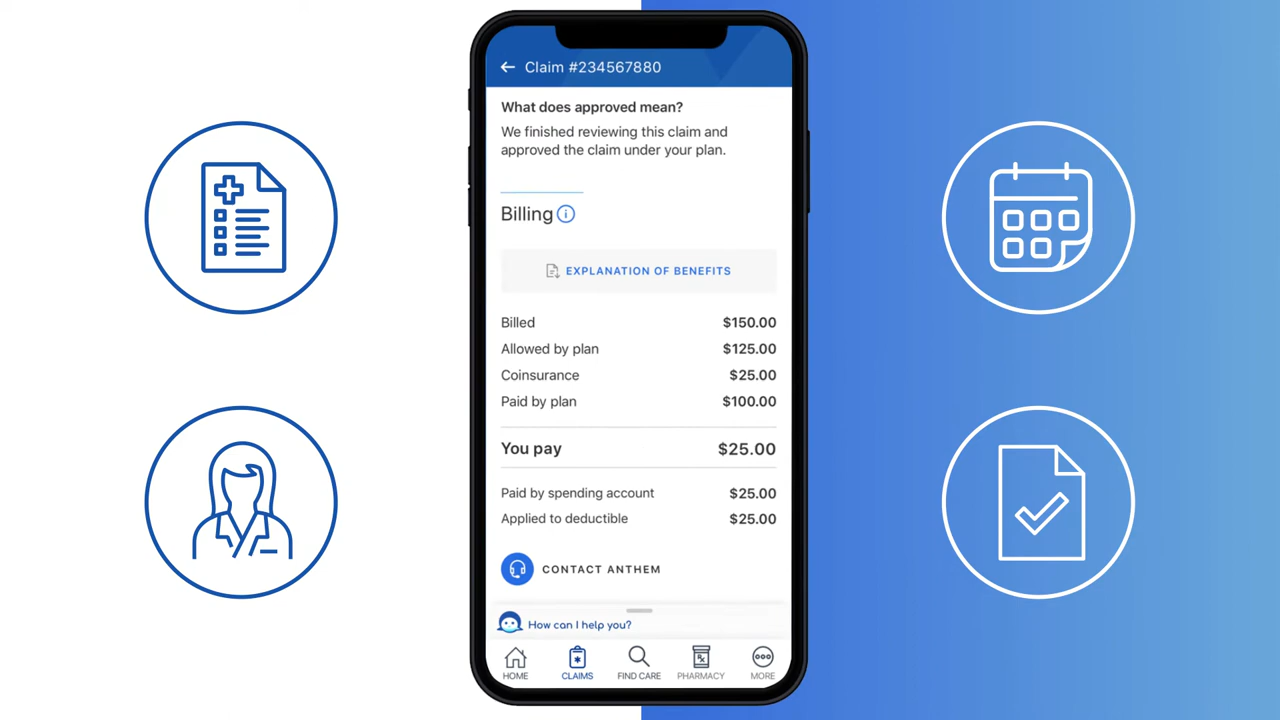 Claim #234567880
What does approved mean?
We finished reviewing this claim and
approved the claim under your plan.
Billing
EXPLANATION OF BENEFITS
Billed $150.00
Allowed by plan $125.00
Coinsurance $25.00
Paid by plan $100.00
You pay $25.00
Paid by spending account $25.00
Applied to deductible $25.00
CONTACT ANTHEM
How can I help you?
HOME CLAIMS FIND CARE PHARMACY MORE